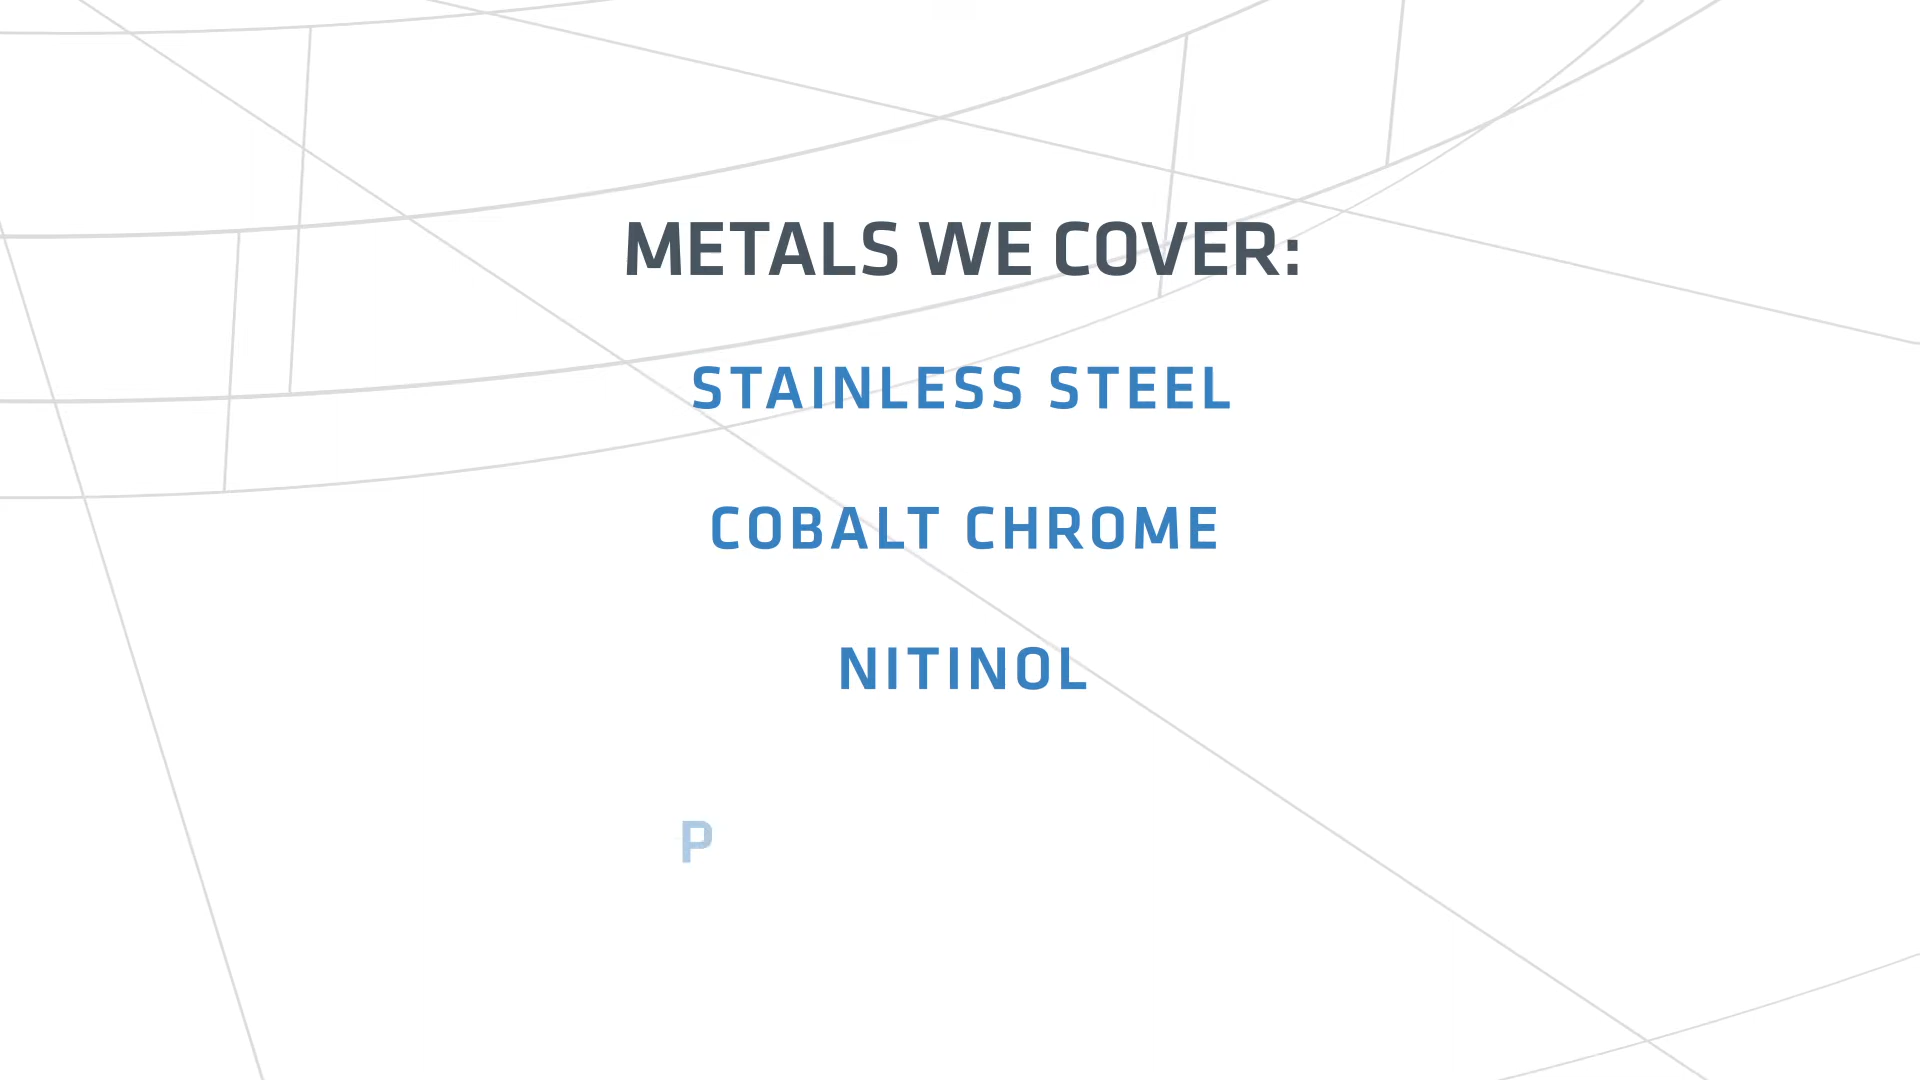 METALS WE COVER:
STAINLESS STEEL
COBALT CHROME
NITINOL
P